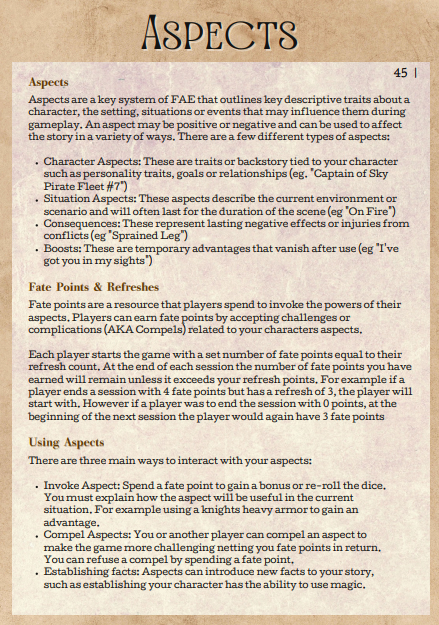 ASPECTS
45 |
Aspects
Aspects are a key system of FAE that outlines key descriptive traits about a
character, the setting, situations or events that may influence them during
gameplay. An aspect may be positive or negative and can be used to affect
the story in a variety of ways. There are a few different types of aspects:
• Character Aspects: These are traits or backstory tied to your character
such as personality traits, goals or relationships (eg. "Captain of Sky
Pirate Fleet #7")
• Situation Aspects: These aspects describe the current environment or
scenario and will often last for the duration of the scene (eg "On Fire")
• Consequences: These represent lasting negative effects or injuries from
conflicts (eg "Sprained Leg")
• Boosts: These are temporary advantages that vanish after use (eg "I've
got you in my sights")
Fate Points & Refreshes
Fate points are a resource that players spend to invoke the powers of their
aspects. Players can earn fate points by accepting challenges or
complications (AKA Compels) related to your characters aspects.
Each player starts the game with a set number of fate points equal to their
refresh count. At the end of each session the number of fate points you have
earned will remain unless it exceeds your refresh points. For example if a
player ends a session with 4 fate points but has a refresh of 3, the player will
start with. However if a player was to end the session with 0 points, at the
beginning of the next session the player would again have 3 fate points
Using Aspects
There are three main ways to interact with your aspects:
• Invoke Aspect: Spend a fate point to gain a bonus or re-roll the dice.
You must explain how the aspect will be useful in the current
situation. For example using a knights heavy armor to gain an
advantage.
• Compel Aspects: You or another player can compel an aspect to
make the game more challenging netting you fate points in return.
You can refuse a compel by spending a fate point.
• Establishing facts: Aspects can introduce new facts to your story,
such as establishing your character has the ability to use magic.